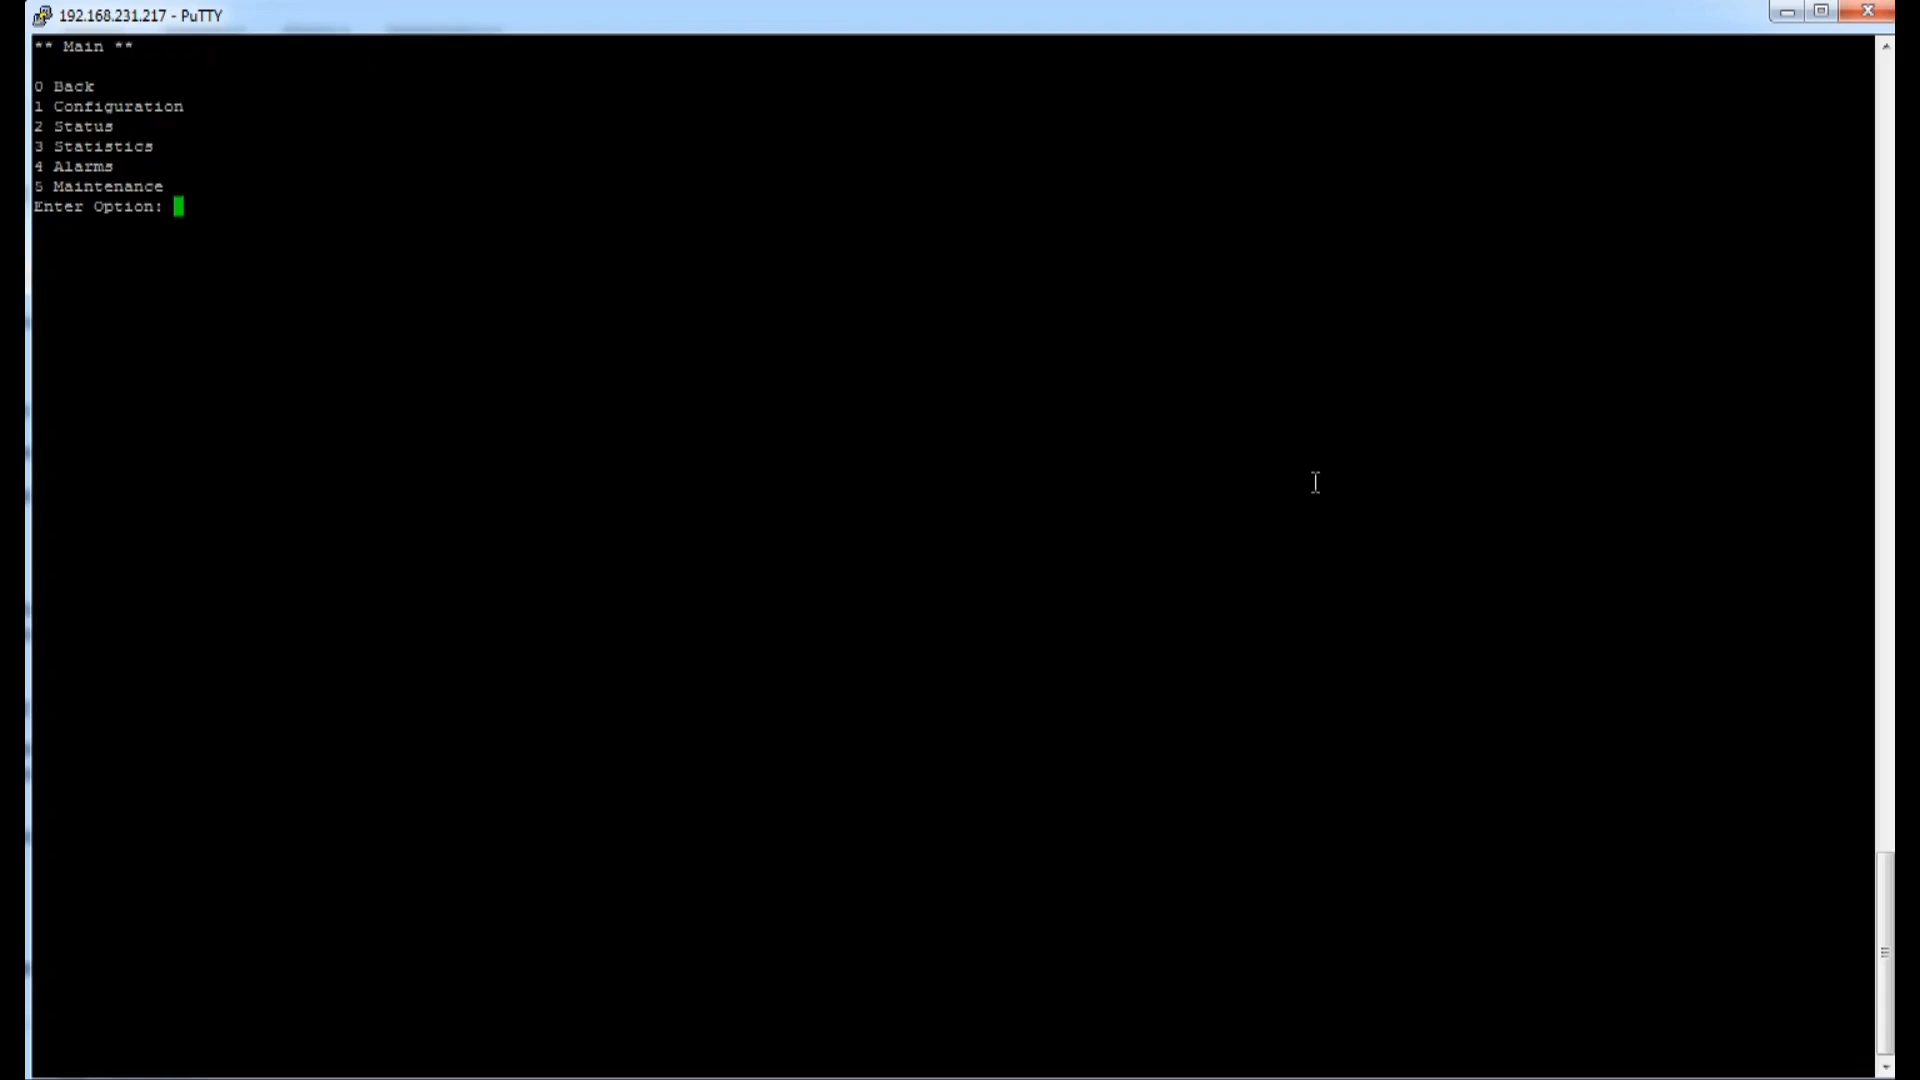 192.168.231.217 - PuTTY
** Main **
0 Back
1 Configuration
2 Status
3 Statistics
4 Alarms
5 Maintenance
Enter Option: